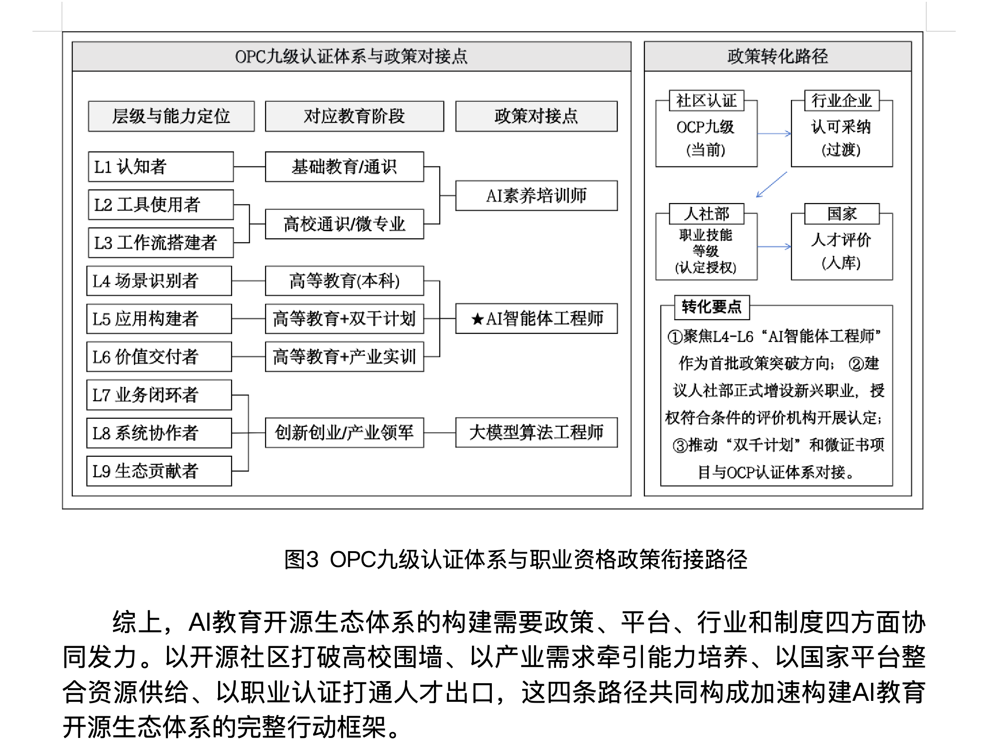 OPC九级认证体系与政策对接点
层级与能力定位
对应教育阶段
政策对接点
L1 认知者
基础教育/通识
L2 工具使用者
高校通识/微专业
L3 工作流搭建者
AI素养培训师
L4 场景识别者
高等教育(本科)
L5 应用构建者
高等教育+双千计划
★AI智能体工程师
L6 价值交付者
高等教育+产业实训
L7 业务闭环者
L8 系统协作者
创新创业/产业领军
大模型算法工程师
L9 生态贡献者
政策转化路径
社区认证
OCP九级
(当前)
行业企业
认可采纳
(过渡)
人社部
职业技能
等级
(认定授权)
国家
人才评价
(入库)
转化要点
①聚焦L4-L6“AI智能体工程师”
作为首批政策突破方向；②建
议人社部正式增设新兴职业，授
权符合条件的评价机构开展认定；
③推动“双千计划”和微证书项
目与OCP认证体系对接。
图3 OPC九级认证体系与职业资格政策衔接路径
综上，AI教育开源生态体系的构建需要政策、平台、行业和制度四方面协
同发力。以开源社区打破高校围墙、以产业需求牵引能力培养、以国家平台整
合资源供给、以职业认证打通人才出口，这四条路径共同构成加速构建AI教育
开源生态体系的完整行动框架。